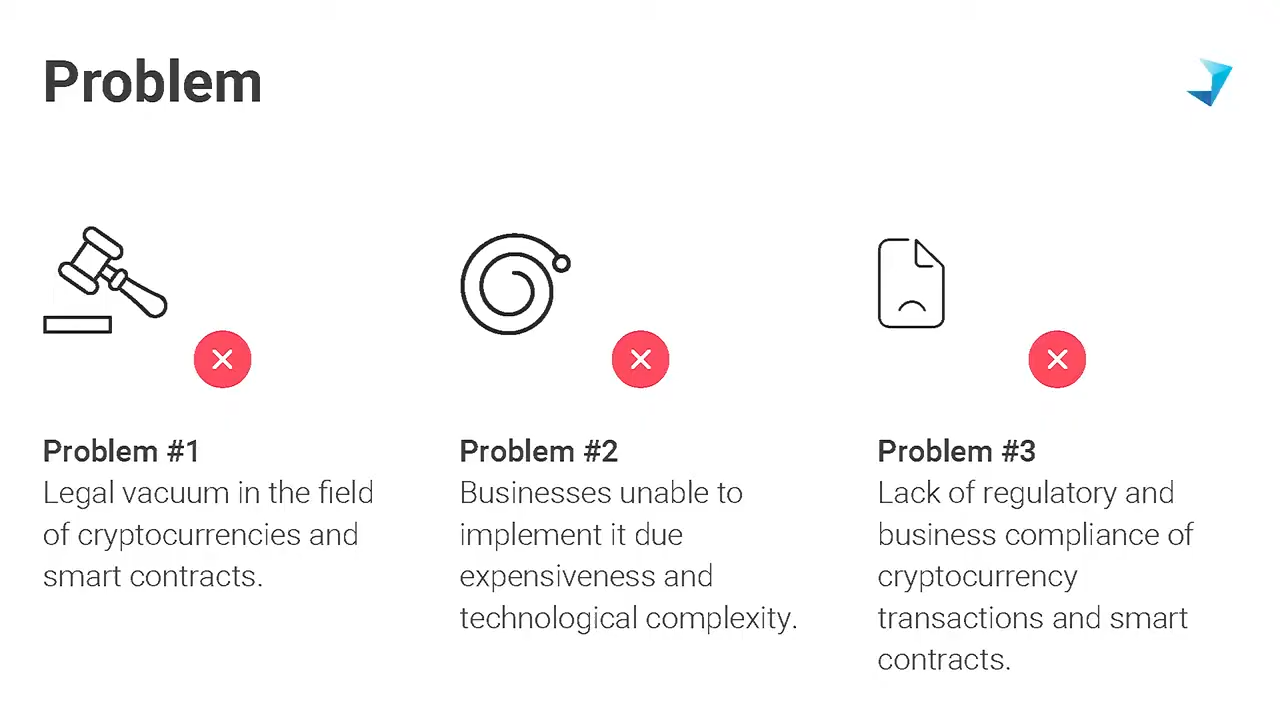 Problem
Problem #1
Legal vacuum in the field
of cryptocurrencies and
smart contracts.
Problem #2
Businesses unable to
implement it due
expensiveness and
technological complexity.
Problem #3
Lack of regulatory and
business compliance of
cryptocurrency
transactions and smart
contracts.